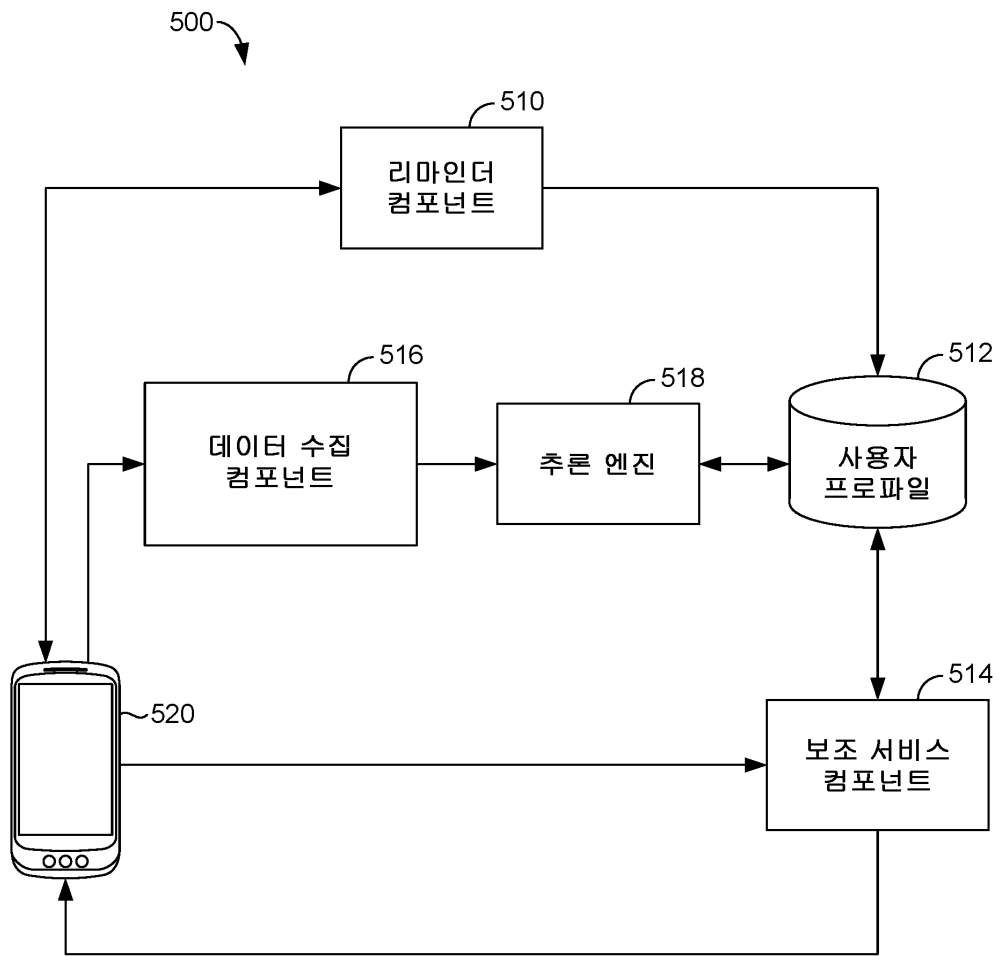 500
510
리마인더
컴포넌트
516
데이터 수집
컴포넌트
518
추론 엔진
512
사용자
프로파일
520
514
보조 서비스
컴포넌트